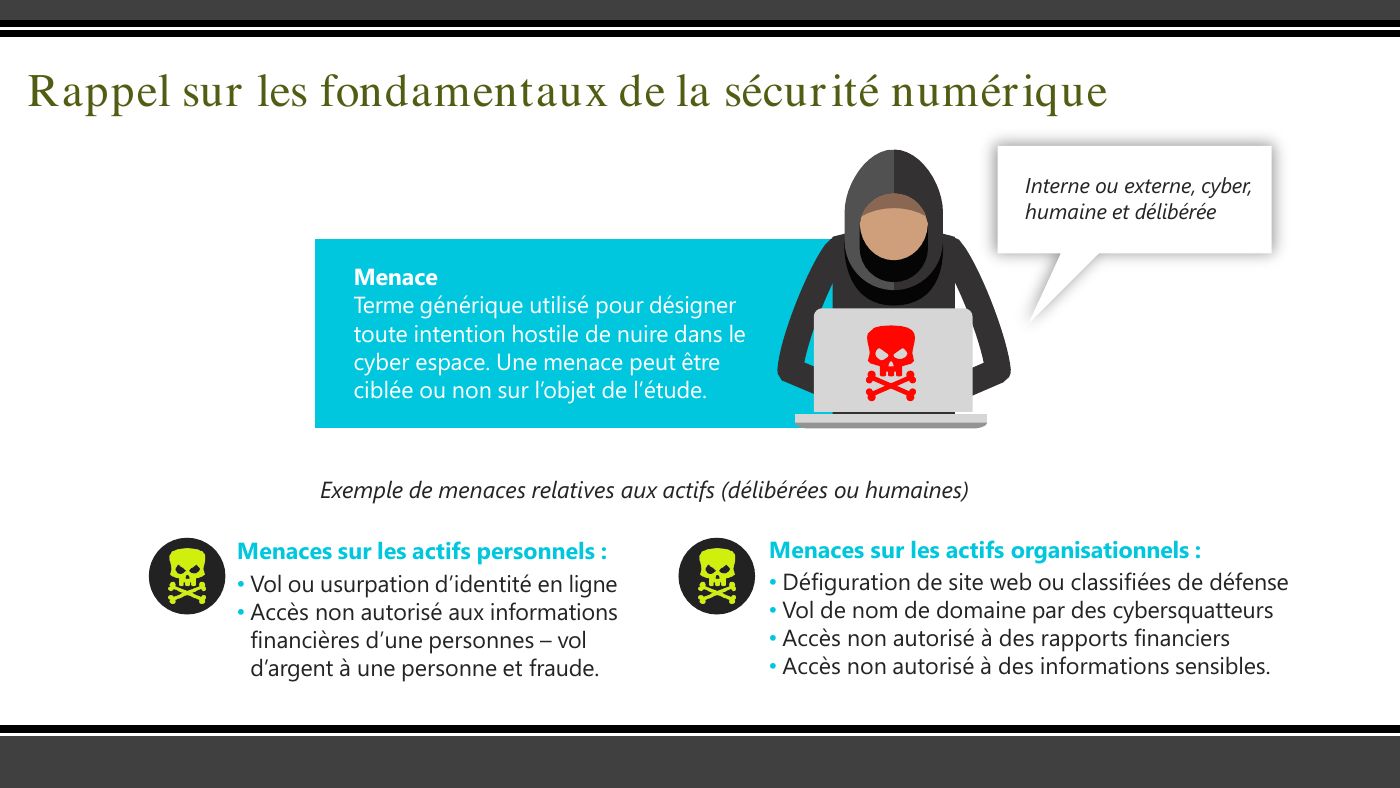 Rappel sur les fondamentaux de la sécurité numérique
Interne ou externe, cyber,
humaine et délibérée
Menace
Terme générique utilisé pour désigner
toute intention hostile de nuire dans le
cyber espace. Une menace peut être
ciblée ou non sur l’objet de l’étude.
Exemple de menaces relatives aux actifs (délibérées ou humaines)
Menaces sur les actifs personnels :
• Vol ou usurpation d’identité en ligne
• Accès non autorisé aux informations
financières d’une personnes – vol
d’argent à une personne et fraude.
Menaces sur les actifs organisationnels :
• Défiguration de site web ou classifiées de défense
• Vol de nom de domaine par des cybersquatteurs
• Accès non autorisé à des rapports financiers
• Accès non autorisé à des informations sensibles.